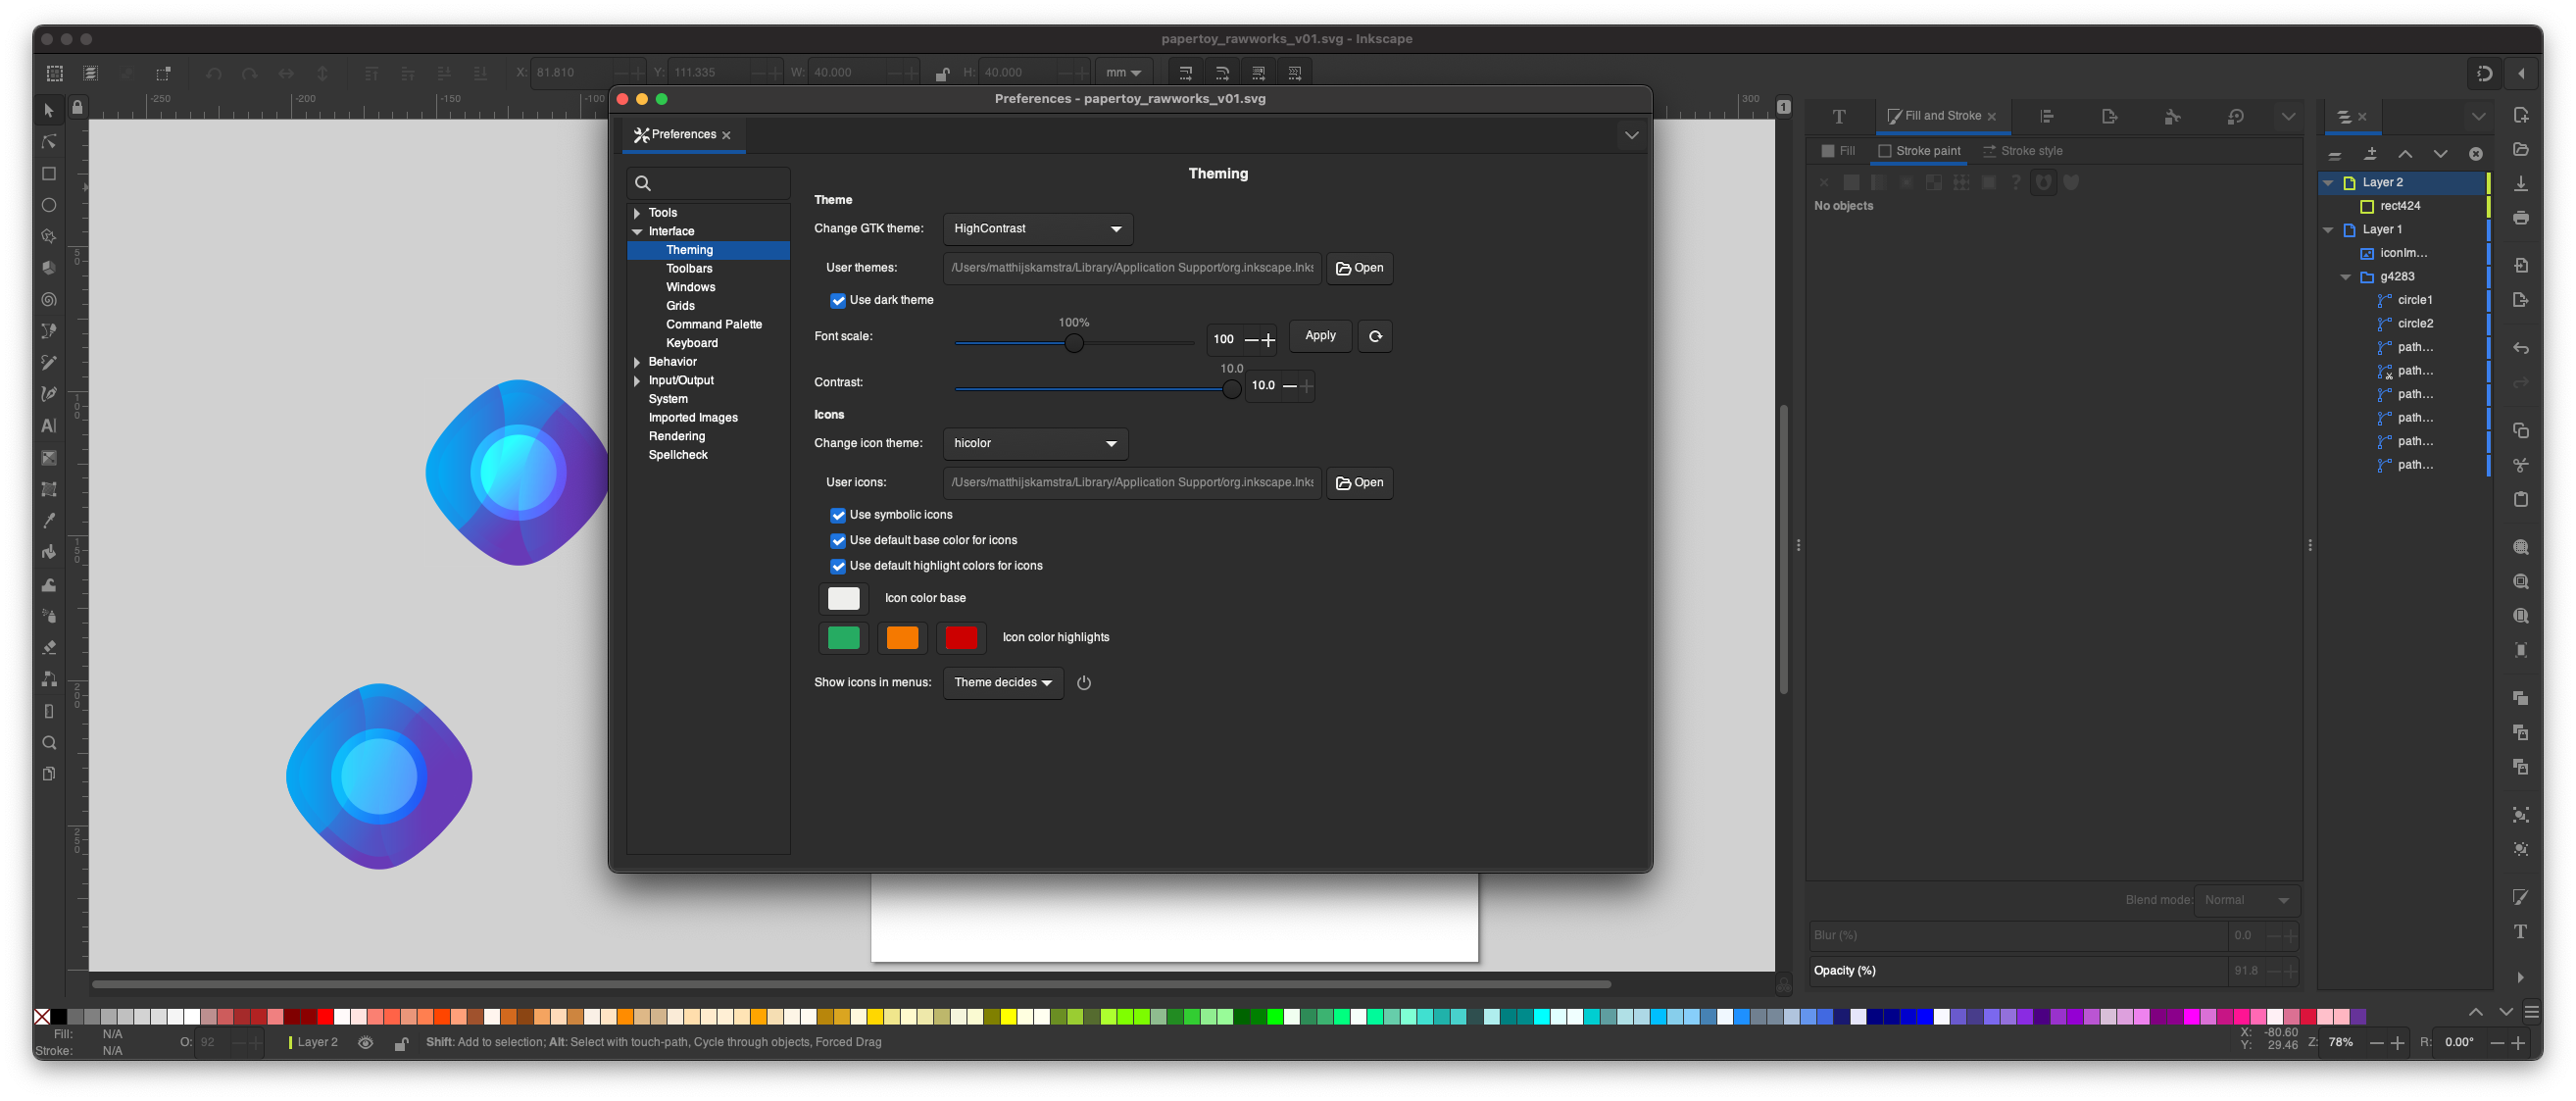 papertoy_rawworks_v01.svg - Inkscape
X: 81.810 Y: 111.335 W: 40.000 H: 40.000 mm
-250 -200 -150 -100 300
1
Preferences - papertoy_rawworks_v01.svg
Preferences
Theming
Tools
Interface
Theming
Toolbars
Windows
Grids
Command Palette
Keyboard
Behavior
Input/Output
System
Imported Images
Rendering
Spellcheck
Theme
Change GTK theme: HighContrast
User themes: /Users/matthijskamstra/Library/Application Support/org.inkscape.Inks Open
Use dark theme
100%
Font scale: 100 Apply
10.0
Contrast: 10.0
Icons
Change icon theme: hicolor
User icons: /Users/matthijskamstra/Library/Application Support/org.inkscape.Inks Open
Use symbolic icons
Use default base color for icons
Use default highlight colors for icons
Icon color base
Icon color highlights
Show icons in menus: Theme decides
50
100
150
200
250
Fill and Stroke
Fill Stroke paint Stroke style
No objects
Blend mode: Normal
Blur (%) 0.0
Opacity (%) 91.8
Layer 2
rect424
Layer 1
iconIm...
g4283
circle1
circle2
path...
path...
path...
path...
path...
path...
Fill: N/A
Stroke: N/A
O: 92
Layer 2
Shift: Add to selection; Alt: Select with touch-path, Cycle through objects, Forced Drag
X: -80.60
Y: 29.46
Z: 78%
R: 0.00°